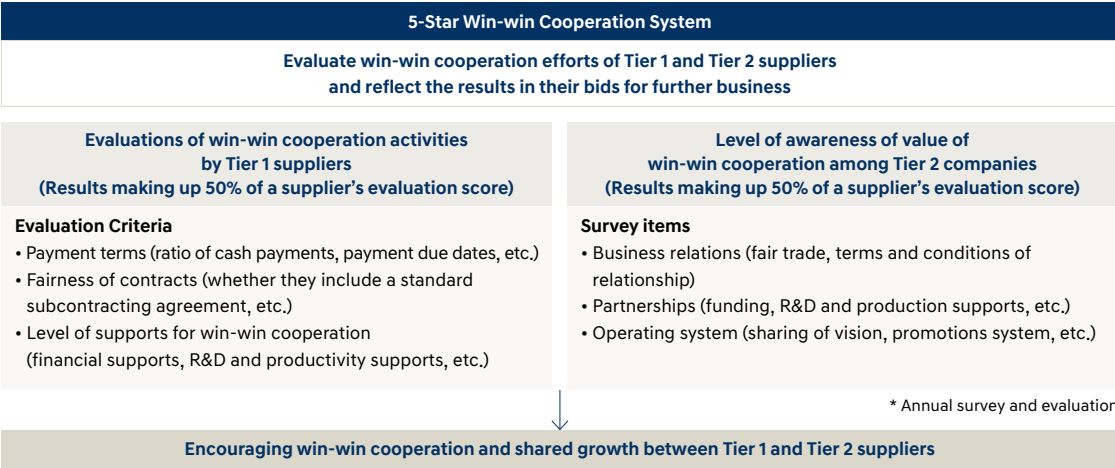 5-Star Win-win Cooperation System
Evaluate win-win cooperation efforts of Tier 1 and Tier 2 suppliers
and reflect the results in their bids for further business
Evaluations of win-win cooperation activities
by Tier 1 suppliers
(Results making up 50% of a supplier's evaluation score)
Evaluation Criteria
• Payment terms (ratio of cash payments, payment due dates, etc.)
• Fairness of contracts (whether they include a standard
subcontracting agreement, etc.)
• Level of supports for win-win cooperation
(financial supports, R&D and productivity supports, etc.)
Level of awareness of value of
win-win cooperation among Tier 2 companies
(Results making up 50% of a supplier's evaluation score)
Survey items
• Business relations (fair trade, terms and conditions of
relationship)
• Partnerships (funding, R&D and production supports, etc.)
• Operating system (sharing of vision, promotions system, etc.)
* Annual survey and evaluation
Encouraging win-win cooperation and shared growth between Tier 1 and Tier 2 suppliers